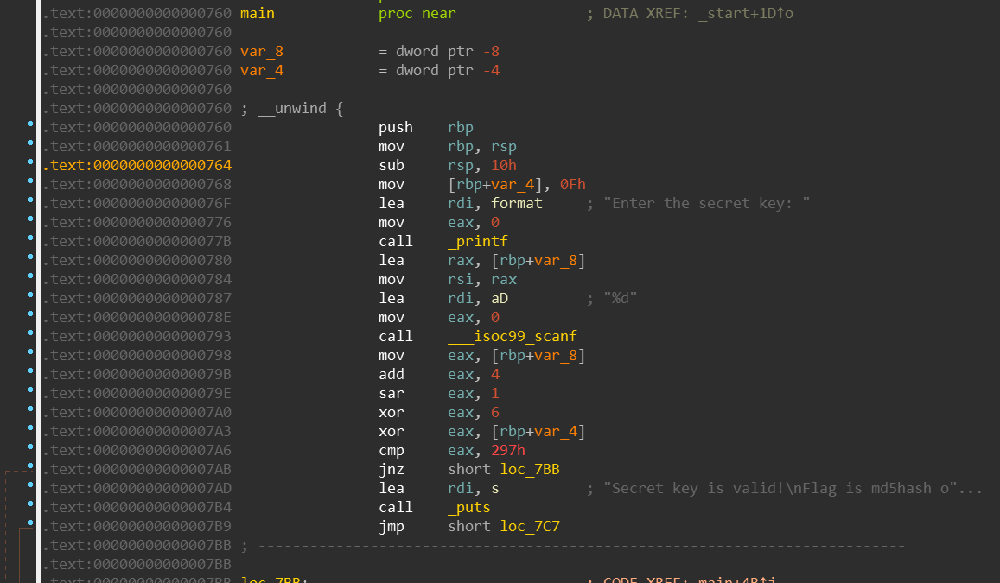 .text:0000000000000760 main proc near ; DATA XREF: _start+1D↑o
.text:0000000000000760
.text:0000000000000760 var_8 = dword ptr -8
.text:0000000000000760 var_4 = dword ptr -4
.text:0000000000000760
.text:0000000000000760 ; __unwind {
.text:0000000000000760 push rbp
.text:0000000000000761 mov rbp, rsp
.text:0000000000000764 sub rsp, 10h
.text:0000000000000768 mov [rbp+var_4], 0Fh
.text:000000000000076F lea rdi, format ; "Enter the secret key: "
.text:0000000000000776 mov eax, 0
.text:000000000000077B call _printf
.text:0000000000000780 lea rax, [rbp+var_8]
.text:0000000000000784 mov rsi, rax
.text:0000000000000787 lea rdi, aD ; "%d"
.text:000000000000078E mov eax, 0
.text:0000000000000793 call ___isoc99_scanf
.text:0000000000000798 mov eax, [rbp+var_8]
.text:000000000000079B add eax, 4
.text:000000000000079E sar eax, 1
.text:00000000000007A0 xor eax, 6
.text:00000000000007A3 xor eax, [rbp+var_4]
.text:00000000000007A6 cmp eax, 297h
.text:00000000000007AB jnz short loc_7BB
.text:00000000000007AD lea rdi, s ; "Secret key is valid!\nFlag is md5hash o"...
.text:00000000000007B4 call _puts
.text:00000000000007B9 jmp short loc_7C7
.text:00000000000007BB ; ---------------------------------------------------------------------------
.text:00000000000007BB
.text:00000000000007BB loc_7BB: ; CODE XREF: main+4B↑j